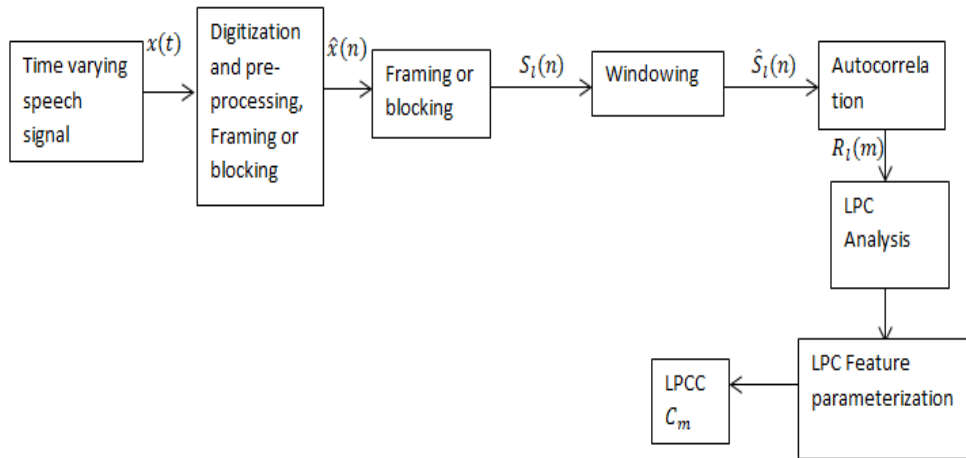 Time varying
speech
signal
x(t)
Digitization
and pre-
processing,
Framing or
blocking
x̂(n)
Framing or
blocking
S_l(n)
Windowing
Ŝ_l(n)
Autocorrela
tion
R_l(m)
LPC
Analysis
LPC Feature
parameterization
LPCC
C_m